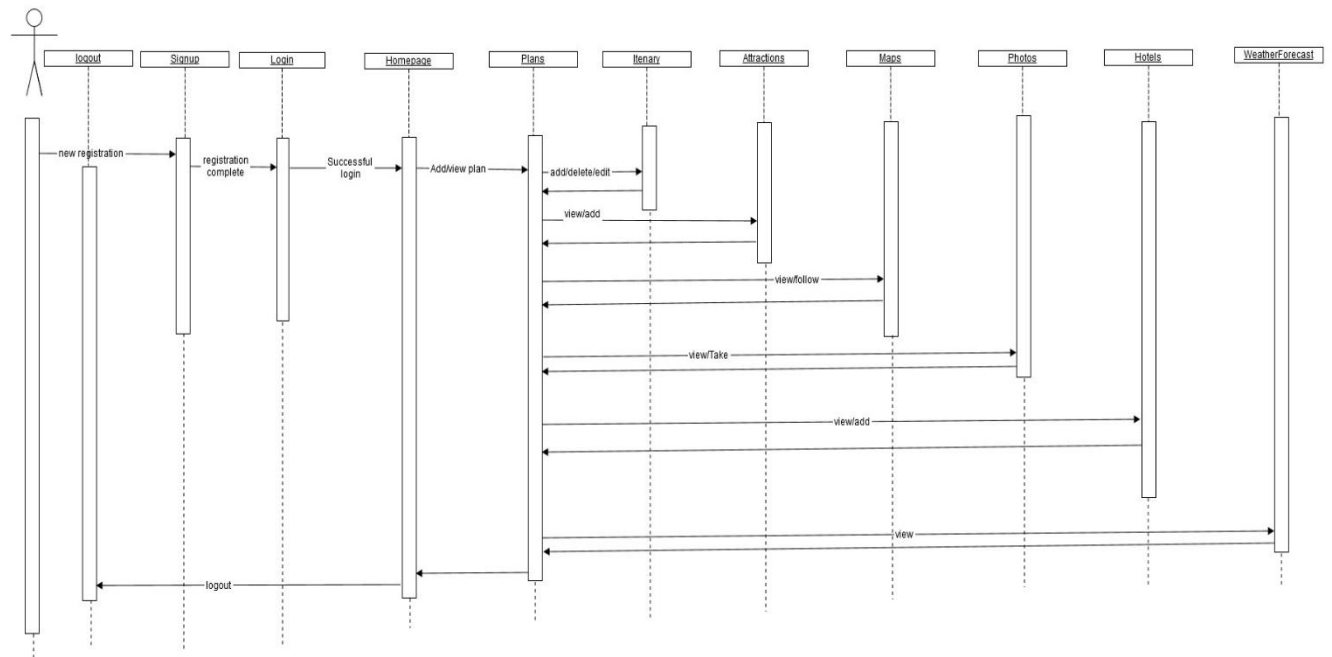 logout
Signup
Login
Homepage
Plans
Itenary
Attractions
Maps
Photos
Hotels
WeatherForecast
new registration
registration
complete
Successful
login
Add/view plan
add/delete/edit
view/add
view/follow
view/Take
view/add
view
logout